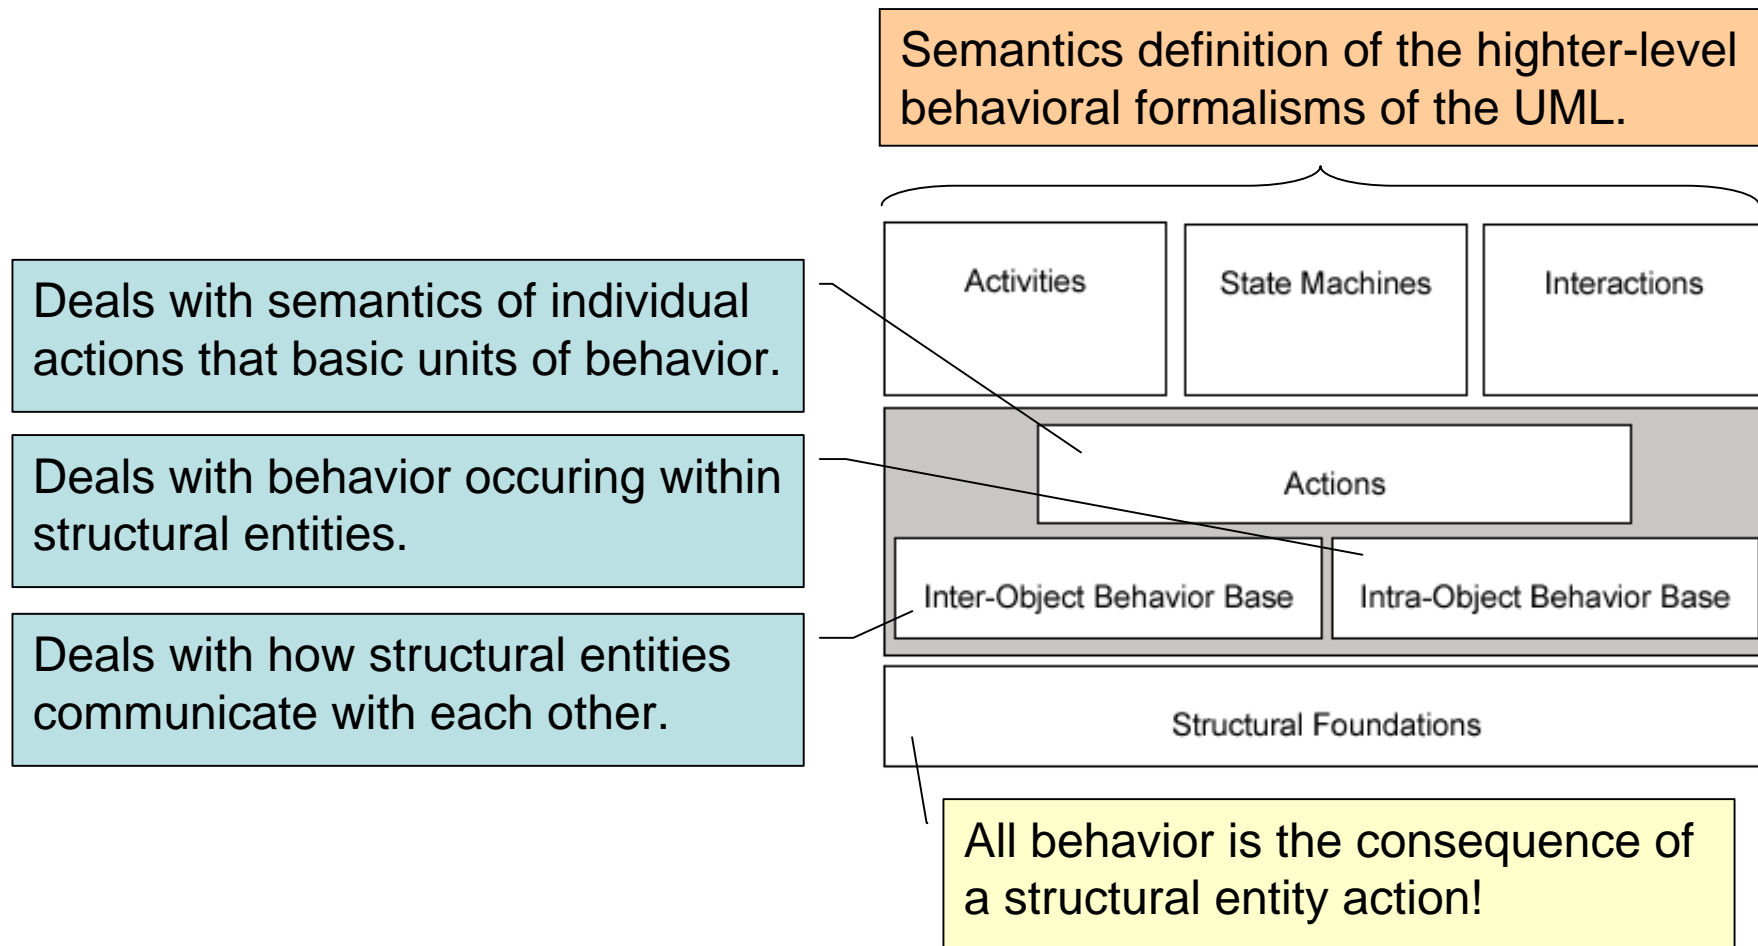 Semantics definition of the highter-level
behavioral formalisms of the UML.
Activities
State Machines
Interactions
Deals with semantics of individual
actions that basic units of behavior.
Actions
Deals with behavior occuring within
structural entities.
Inter-Object Behavior Base
Intra-Object Behavior Base
Deals with how structural entities
communicate with each other.
Structural Foundations
All behavior is the consequence of
a structural entity action!